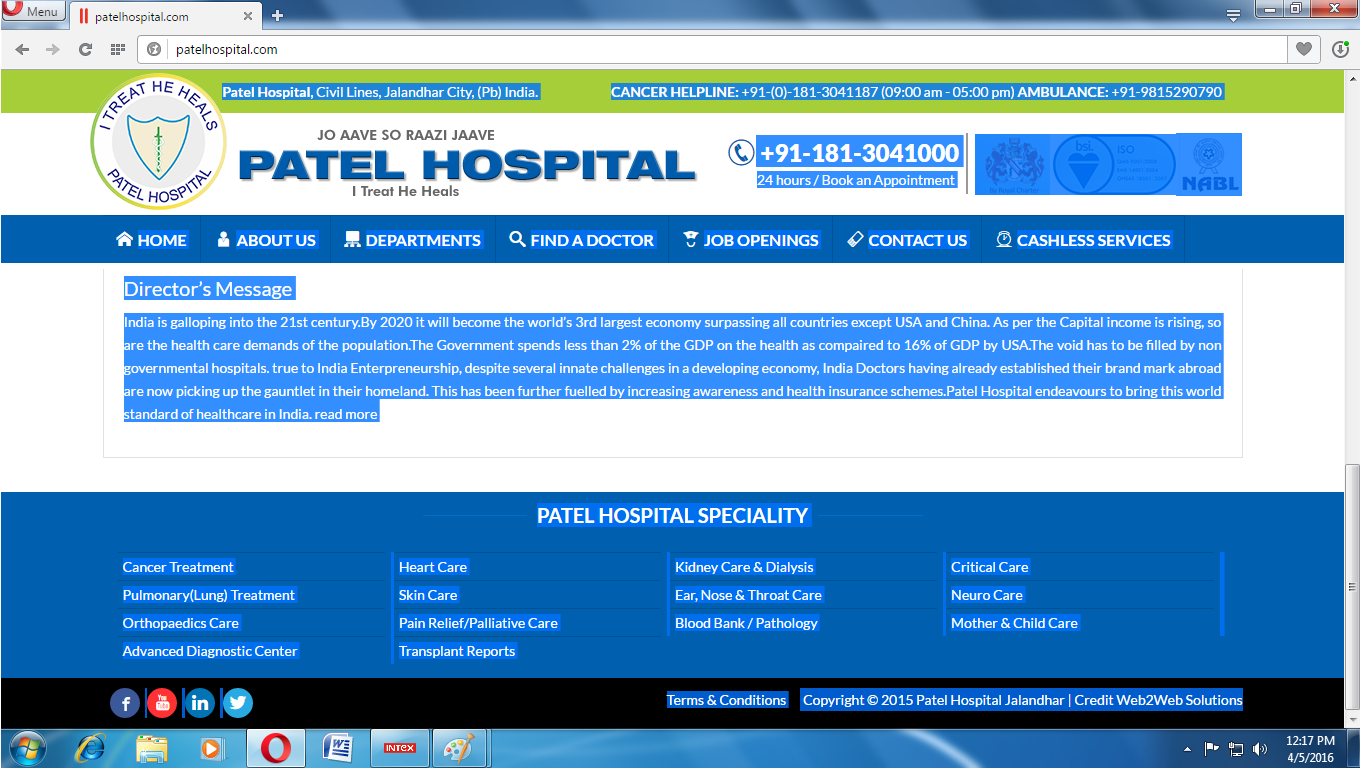 Menu
patelhospital.com
patelhospital.com
Patel Hospital, Civil Lines, Jalandhar City, (Pb) India.
CANCER HELPLINE: +91-(0)-181-3041187 (09:00 am - 05:00 pm) AMBULANCE: +91-9815290790
I TREAT HE HEALS
PATEL HOSPITAL
JO AAVE SO RAAZI JAAVE
PATEL HOSPITAL
I Treat He Heals
+91-181-3041000
24 hours / Book an Appointment
By Royal Charter
bsi.
ISO
NABL
HOME
ABOUT US
DEPARTMENTS
FIND A DOCTOR
JOB OPENINGS
CONTACT US
CASHLESS SERVICES
Director's Message
India is galloping into the 21st century.By 2020 it will become the world's 3rd largest economy surpassing all countries except USA and China. As per the Capital income is rising, so
are the health care demands of the population.The Government spends less than 2% of the GDP on the health as compaired to 16% of GDP by USA.The void has to be filled by non
governmental hospitals. true to India Enterpreneurship, despite several innate challenges in a developing economy, India Doctors having already established their brand mark abroad
are now picking up the gauntlet in their homeland. This has been further fuelled by increasing awareness and health insurance schemes.Patel Hospital endeavours to bring this world
standard of healthcare in India. read more
PATEL HOSPITAL SPECIALITY
Cancer Treatment
Heart Care
Kidney Care & Dialysis
Critical Care
Pulmonary(Lung) Treatment
Skin Care
Ear, Nose & Throat Care
Neuro Care
Orthopaedics Care
Pain Relief/Palliative Care
Blood Bank / Pathology
Mother & Child Care
Advanced Diagnostic Center
Transplant Reports
You Tube
Terms & Conditions
Copyright © 2015 Patel Hospital Jalandhar | Credit Web2Web Solutions
INTEX
12:17 PM
4/5/2016